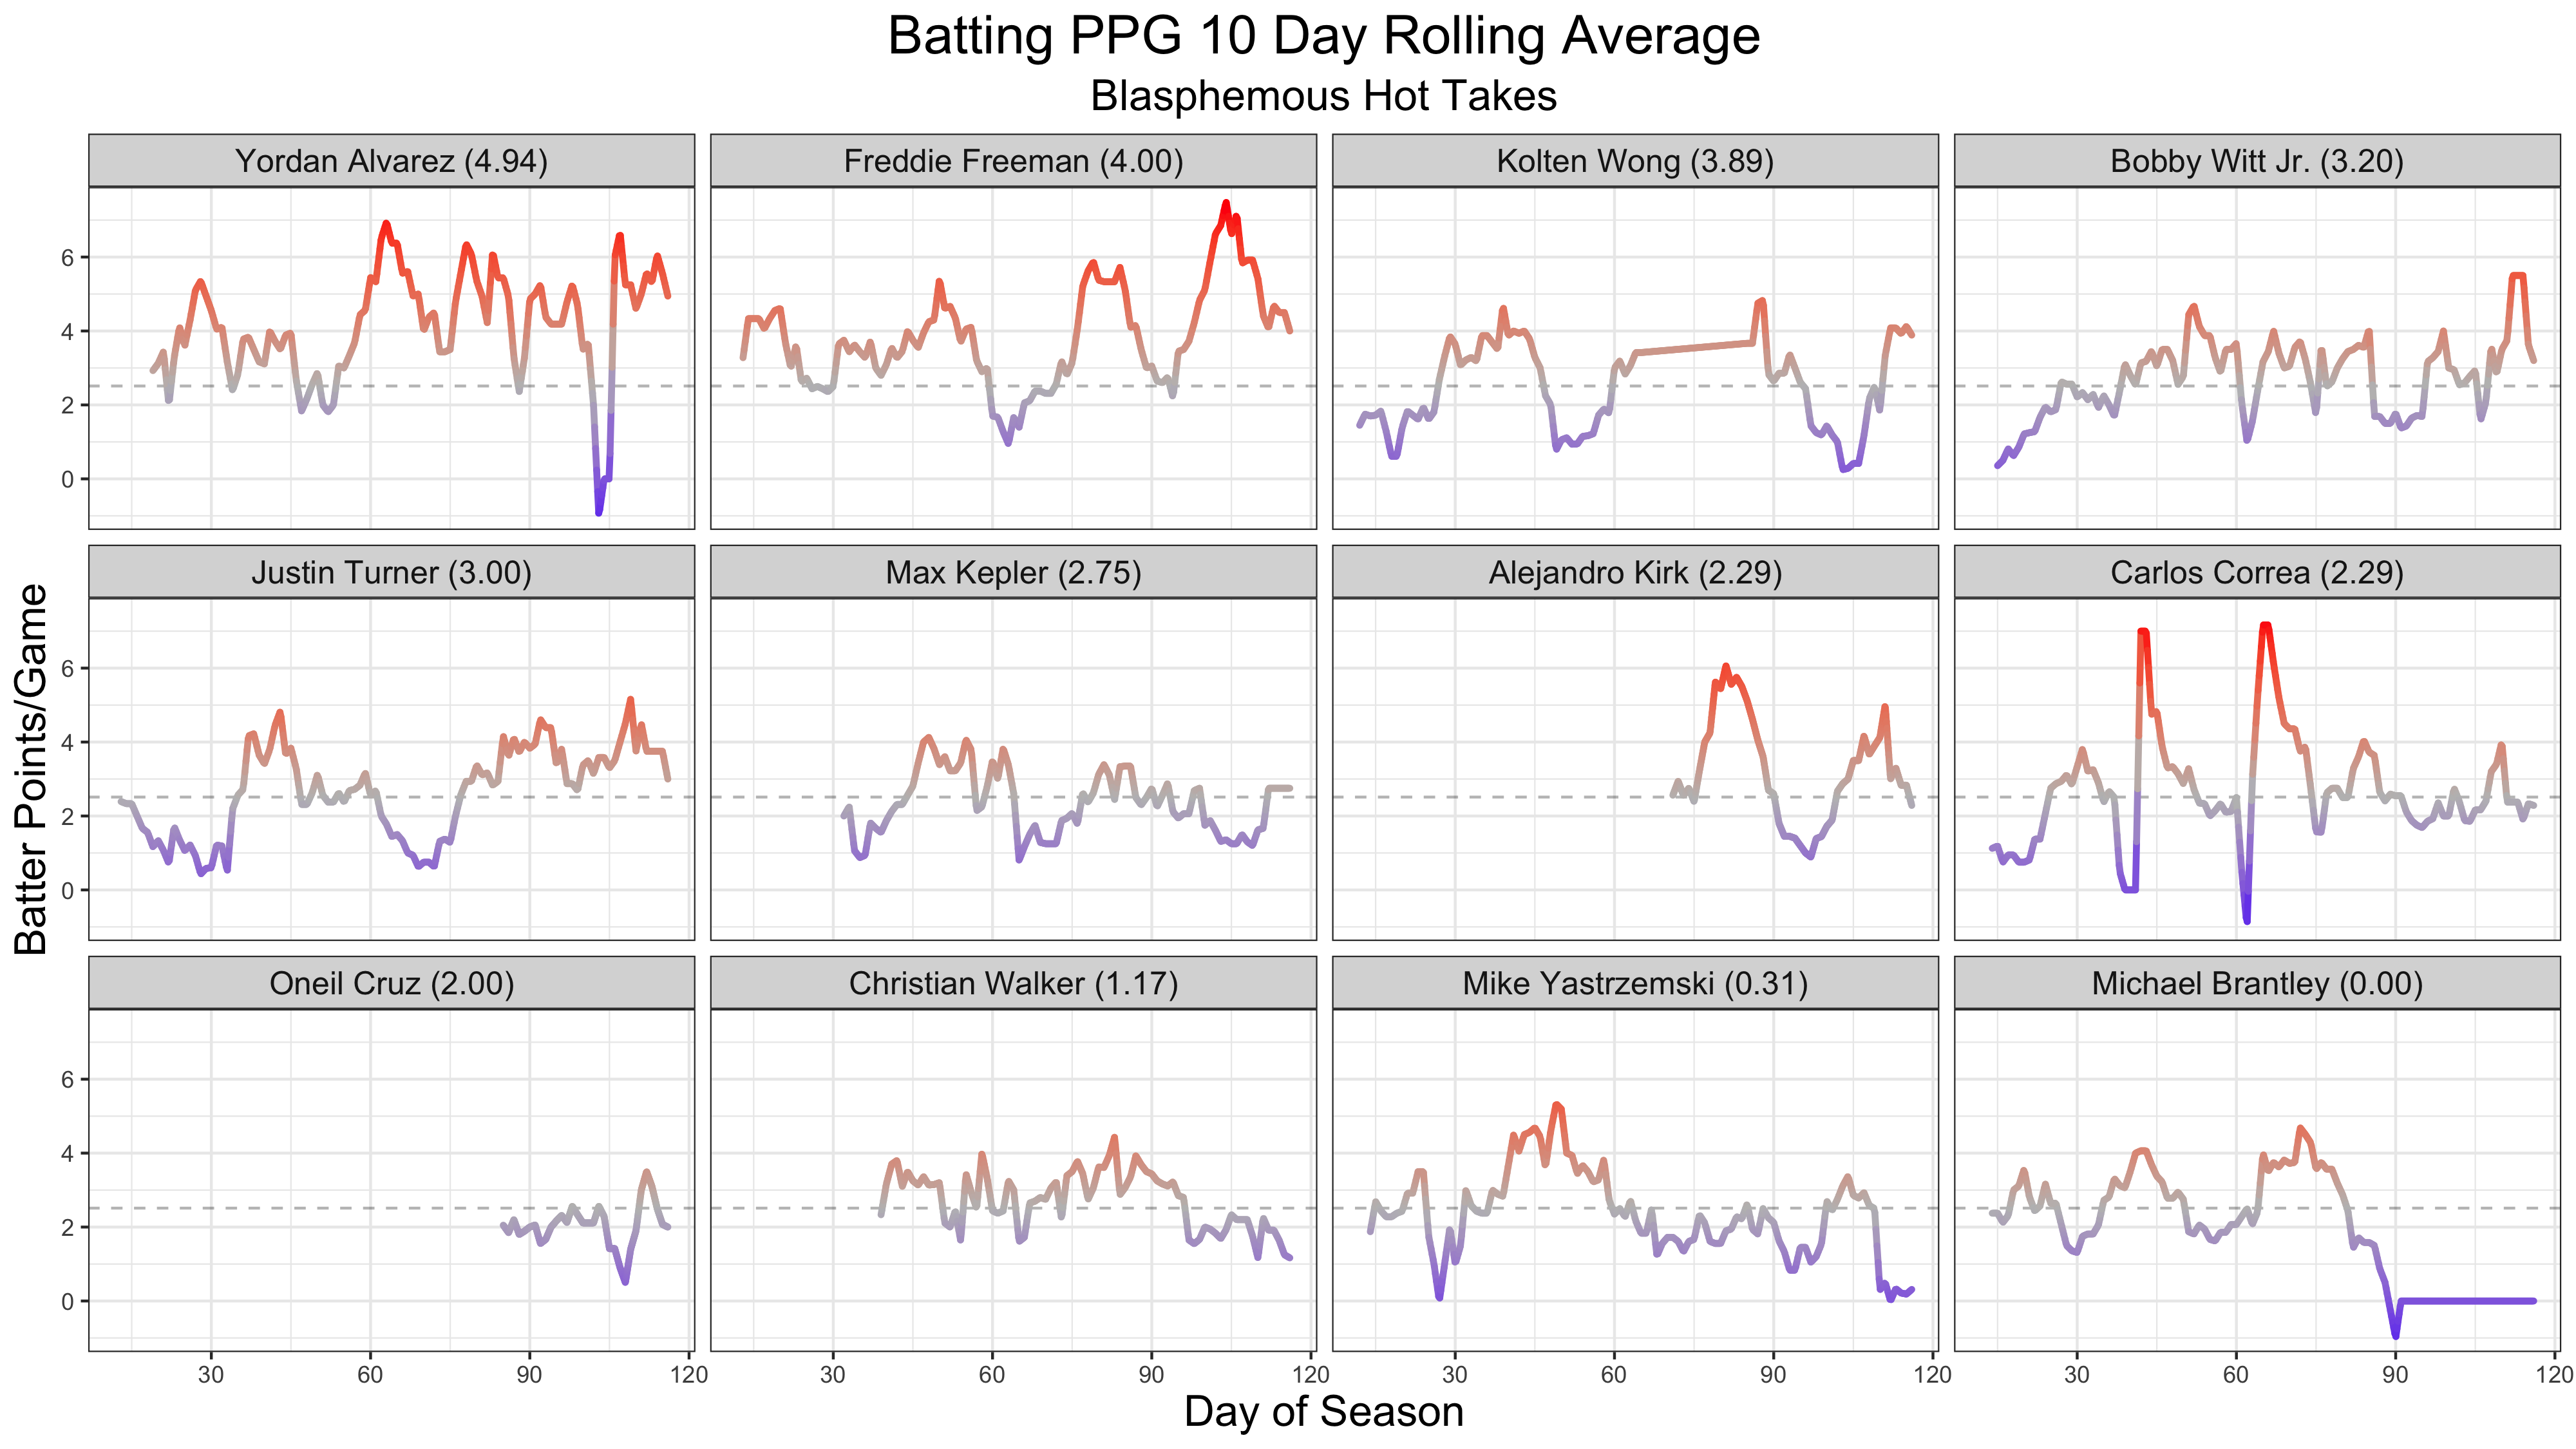 Batting PPG 10 Day Rolling Average
Blasphemous Hot Takes
Yordan Alvarez (4.94)
Freddie Freeman (4.00)
Kolten Wong (3.89)
Bobby Witt Jr. (3.20)
6
4
2
0
Justin Turner (3.00)
Max Kepler (2.75)
Alejandro Kirk (2.29)
Carlos Correa (2.29)
6
4
2
0
Batter Points/Game
Oneil Cruz (2.00)
Christian Walker (1.17)
Mike Yastrzemski (0.31)
Michael Brantley (0.00)
6
4
2
0
30 60 90 120 30 60 90 120 30 60 90 120 30 60 90 120
Day of Season